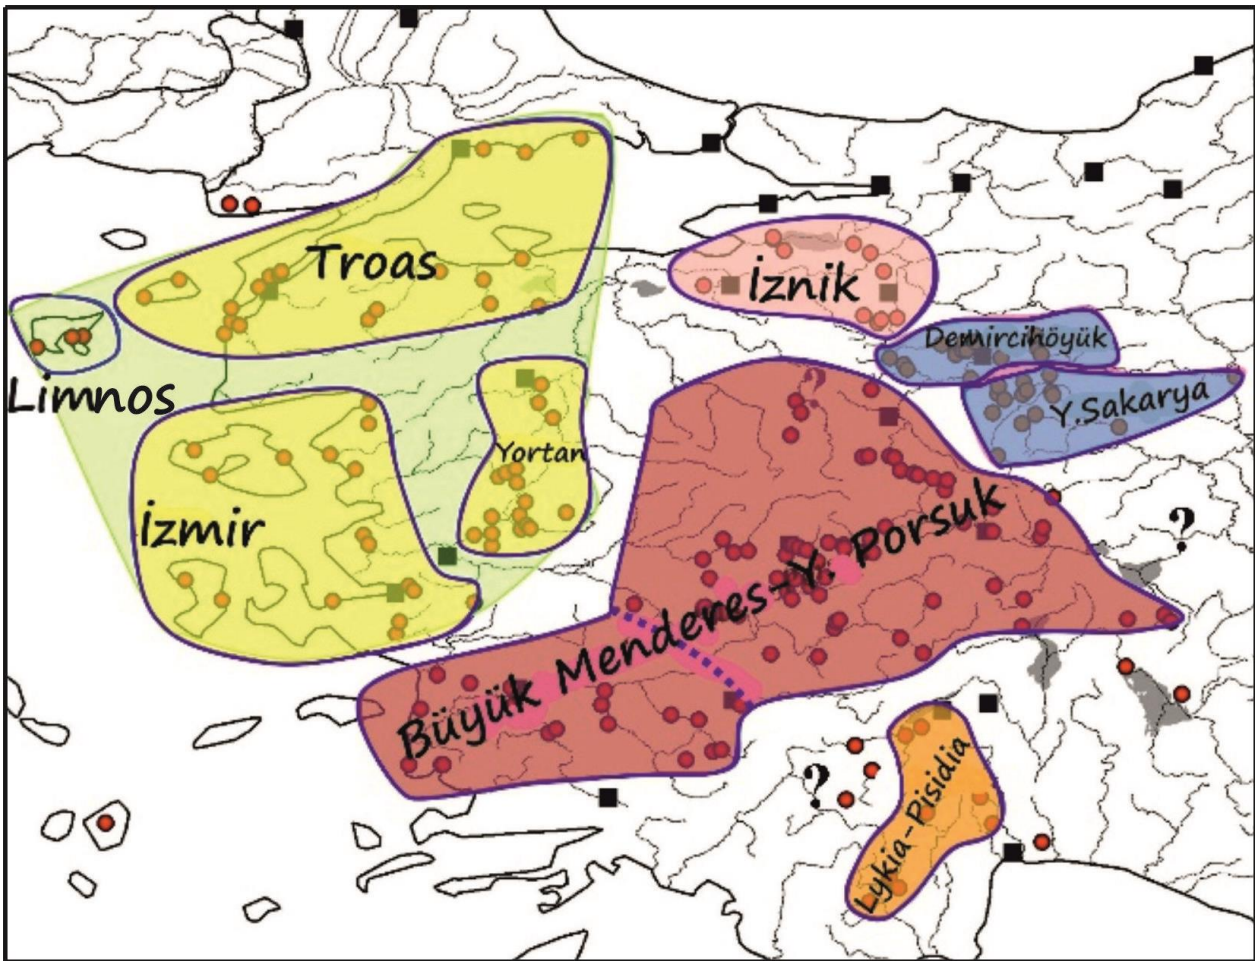 Troas
İznik
Demircihöyük
Limnos
Y.Sakarya
?
Yortan
İzmir
?
Büyük Menderes-Y. Porsuk
?
Lykia-Pisidia